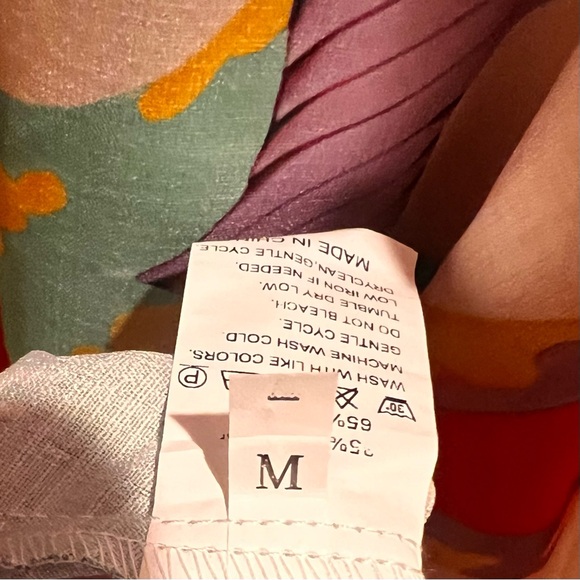 M
65%
30° P
WASH WITH LIKE COLORS.
MACHINE WASH COLD.
GENTLE CYCLE.
DO NOT BLEACH.
TUMBLE DRY LOW.
LOW IRON IF NEEDED.
DRYCLEAN,GENTLE CYCLE
MADE IN